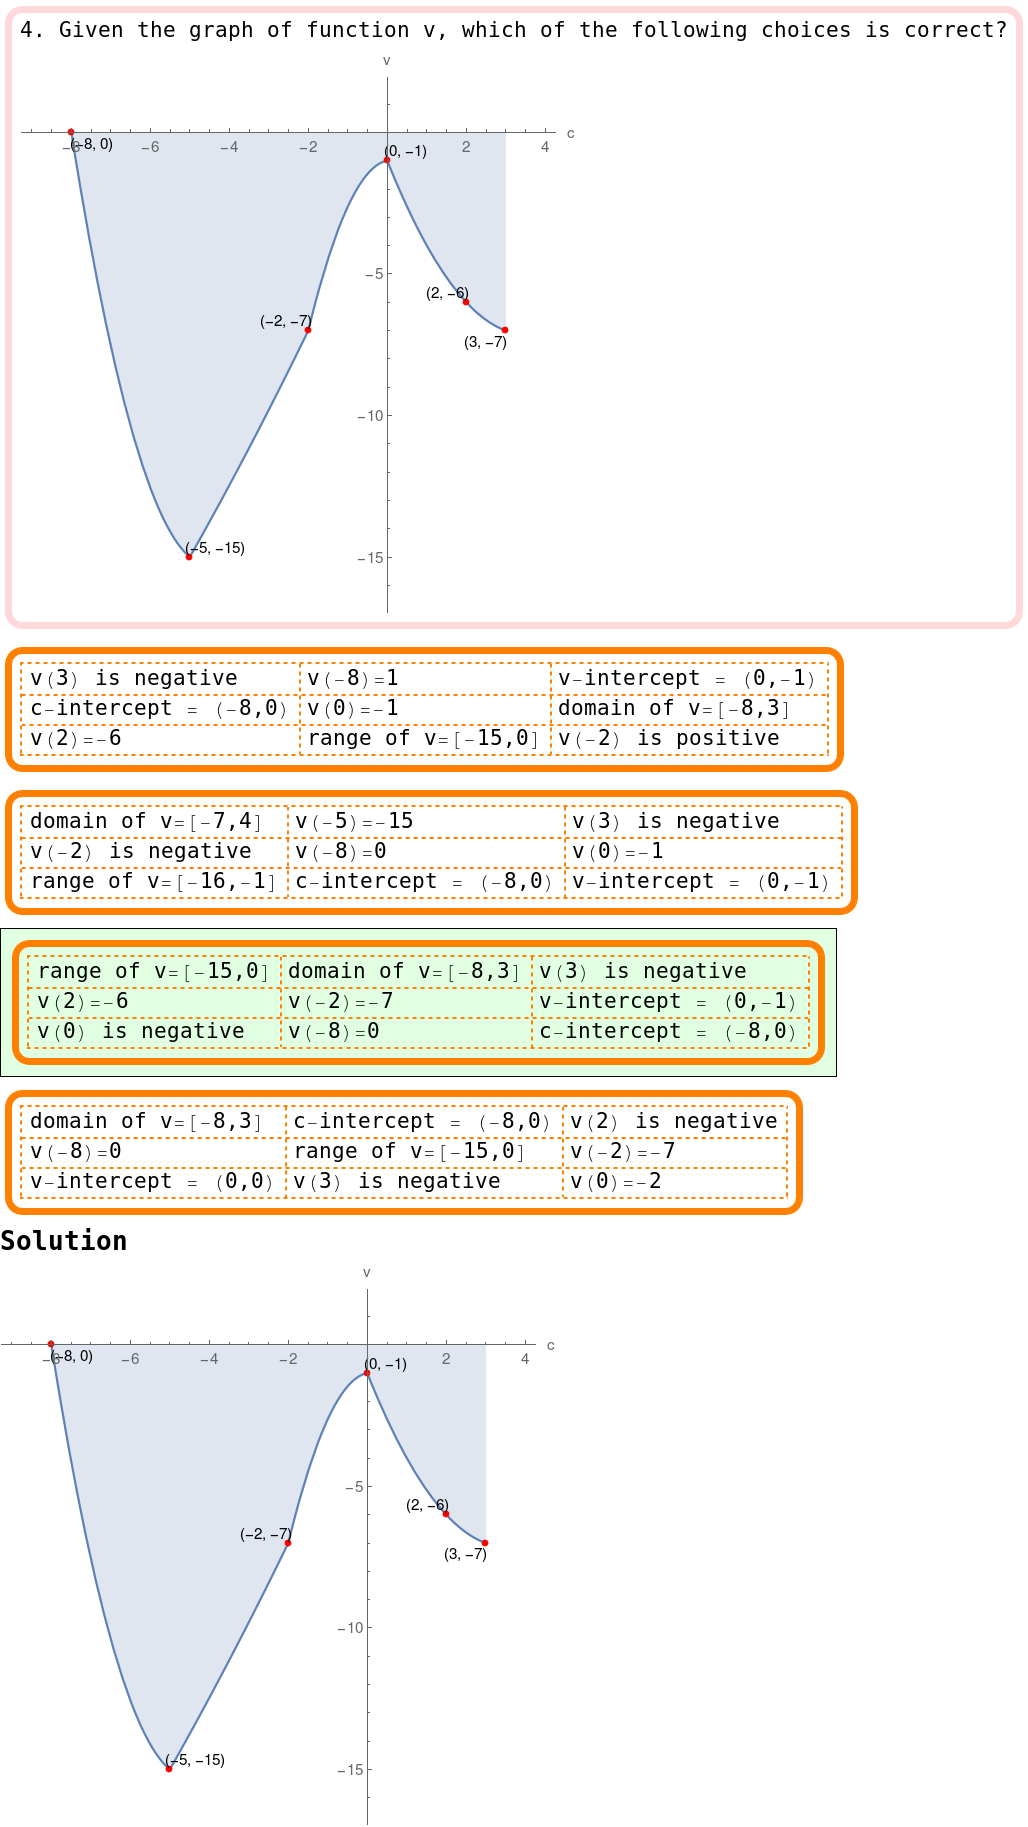 4. Given the graph of function v, which of the following choices is correct?
v
c
(−8, 0)
−8 −6 −4 −2 2 4
(0, −1)
−5
(2, −6)
(−2, −7)
(3, −7)
−10
(−5, −15)
−15
v(3) is negative v(-8)=1 v-intercept = (0,-1)
c-intercept = (-8,0) v(0)=-1 domain of v=[-8,3]
v(2)=-6 range of v=[-15,0] v(-2) is positive
domain of v=[-7,4] v(-5)=-15 v(3) is negative
v(-2) is negative v(-8)=0 v(0)=-1
range of v=[-16,-1] c-intercept = (-8,0) v-intercept = (0,-1)
range of v=[-15,0] domain of v=[-8,3] v(3) is negative
v(2)=-6 v(-2)=-7 v-intercept = (0,-1)
v(0) is negative v(-8)=0 c-intercept = (-8,0)
domain of v=[-8,3] c-intercept = (-8,0) v(2) is negative
v(-8)=0 range of v=[-15,0] v(-2)=-7
v-intercept = (0,0) v(3) is negative v(0)=-2
Solution
v
c
(−8, 0)
−8 −6 −4 −2 2 4
(0, −1)
−5
(2, −6)
(−2, −7)
(3, −7)
−10
(−5, −15)
−15